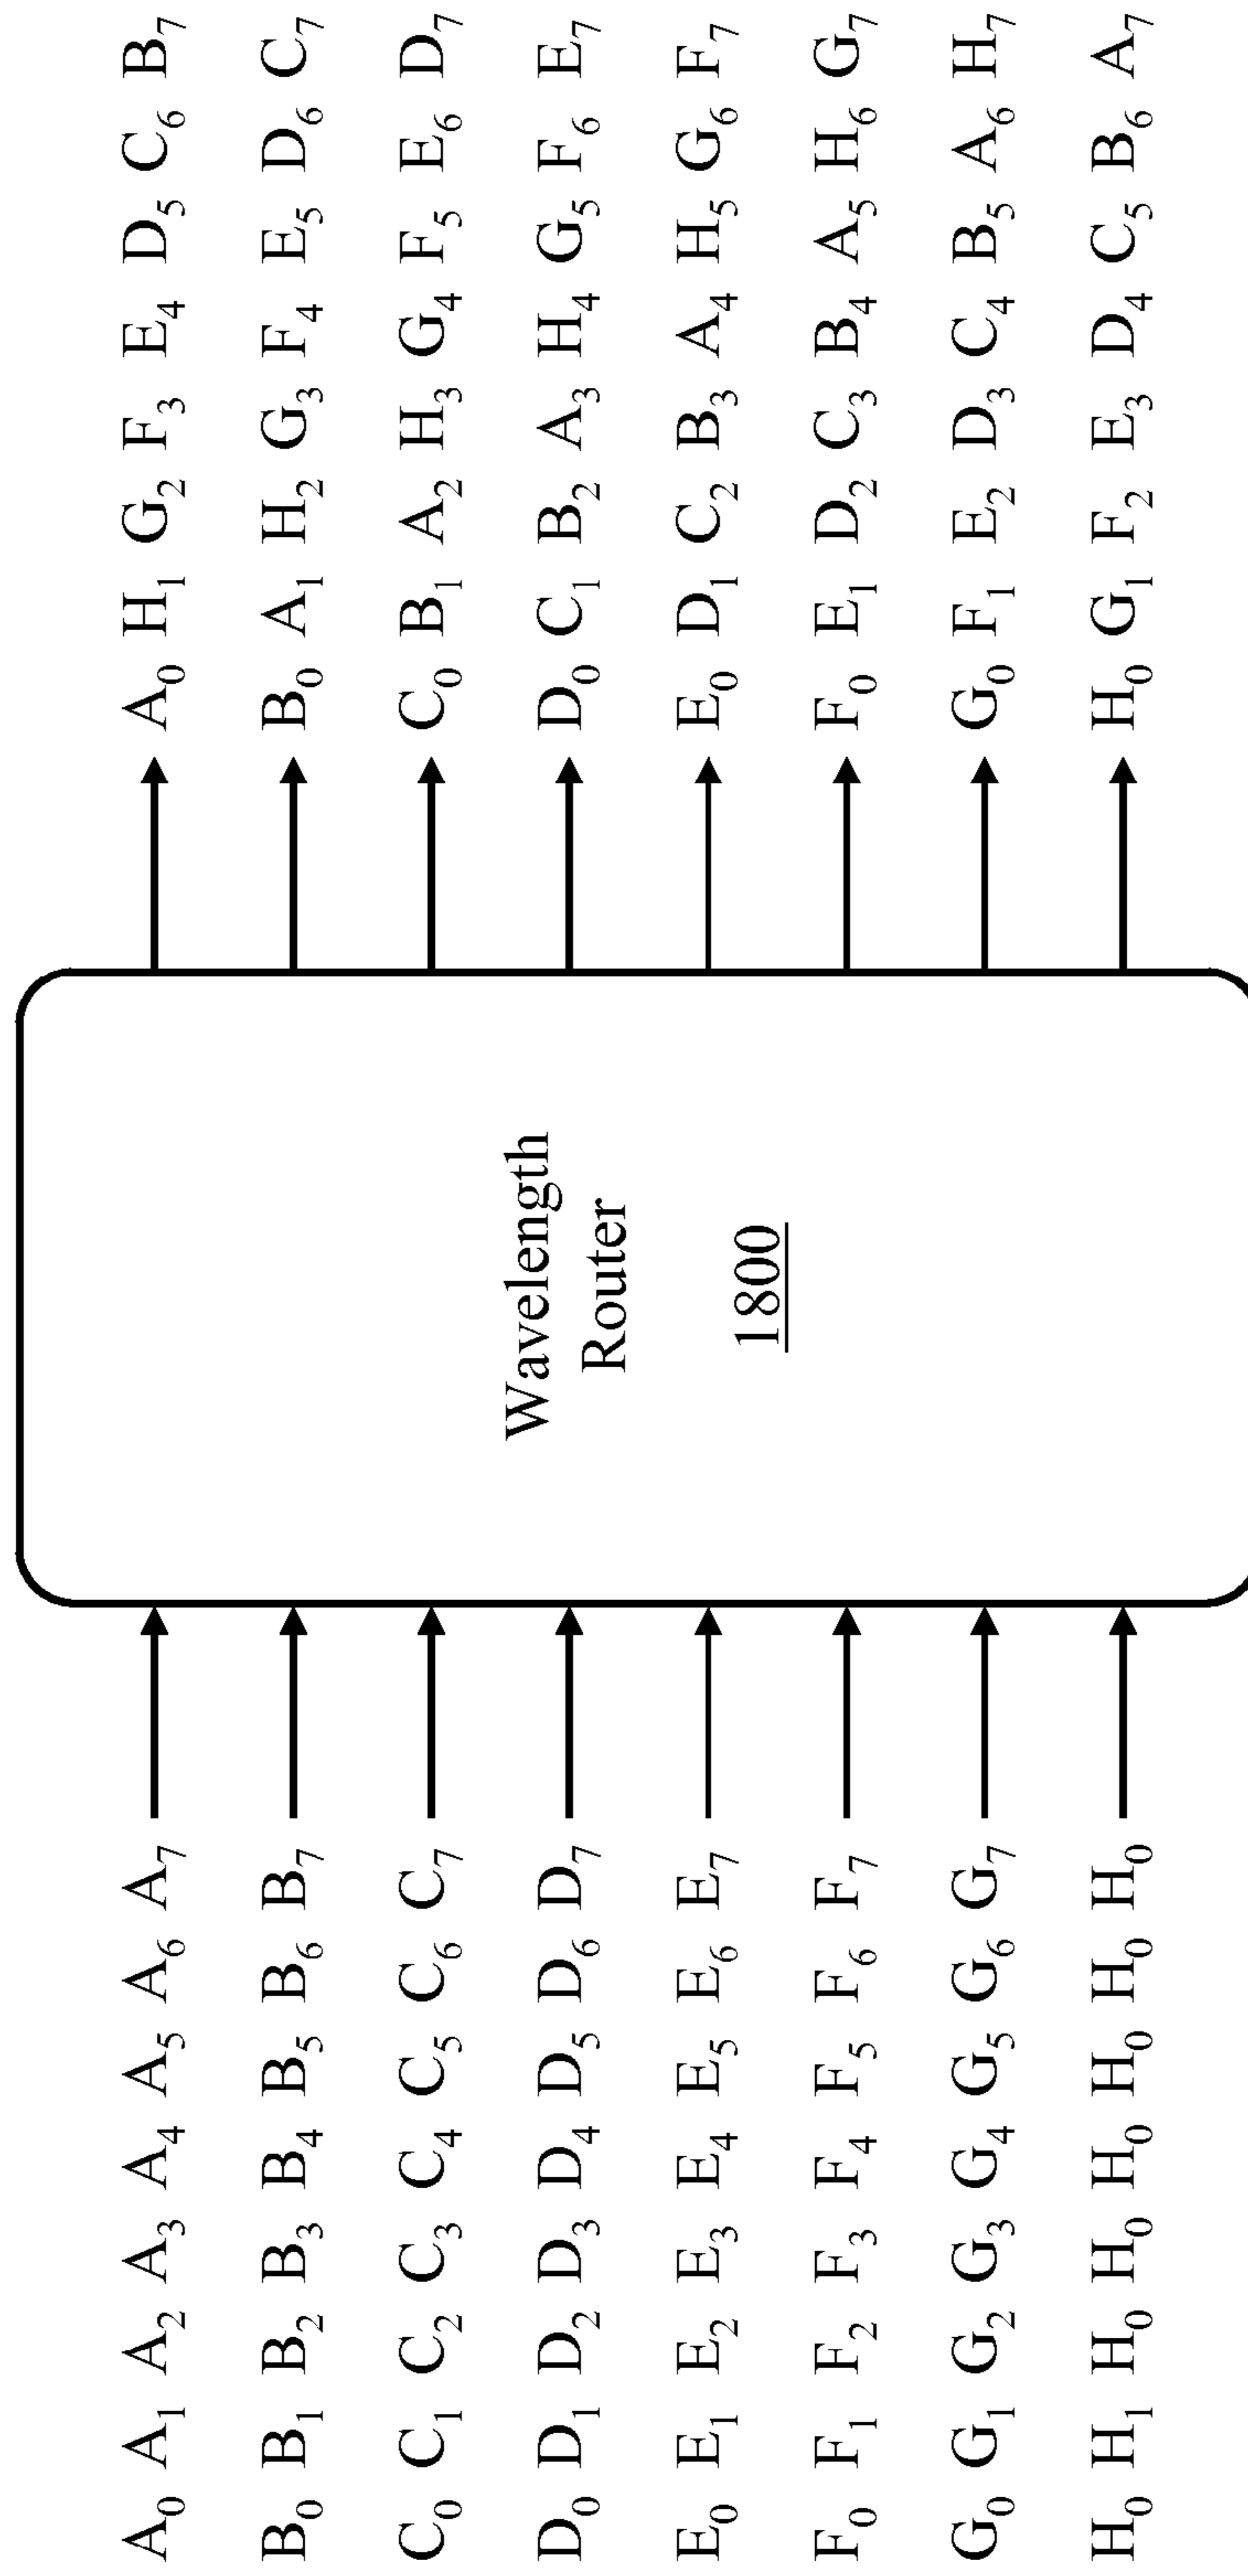 A0 A1 A2 A3 A4 A5 A6 A7
B0 B1 B2 B3 B4 B5 B6 B7
C0 C1 C2 C3 C4 C5 C6 C7
D0 D1 D2 D3 D4 D5 D6 D7
E0 E1 E2 E3 E4 E5 E6 E7
F0 F1 F2 F3 F4 F5 F6 F7
G0 G1 G2 G3 G4 G5 G6 G7
H0 H1 H0 H0 H0 H0 H0 H0
Wavelength
Router
1800
A0 H1 G2 F3 E4 D5 C6 B7
B0 A1 H2 G3 F4 E5 D6 C7
C0 B1 A2 H3 G4 F5 E6 D7
D0 C1 B2 A3 H4 G5 F6 E7
E0 D1 C2 B3 A4 H5 G6 F7
F0 E1 D2 C3 B4 A5 H6 G7
G0 F1 E2 D3 C4 B5 A6 H7
H0 G1 F2 E3 D4 C5 B6 A7